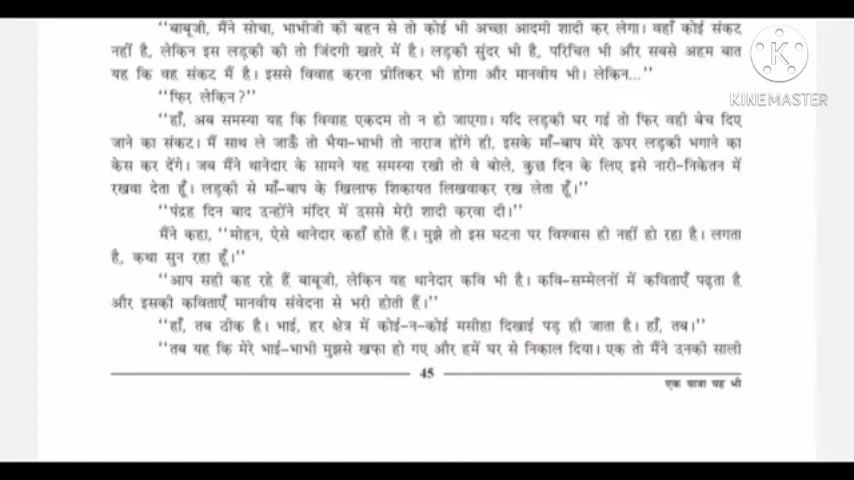 ‘‘बाबूजी, मैंने सोचा, भाभीजी की बहन से तो कोई भी अच्छा आदमी शादी कर लेगा। वहाँ कोई संकट
नहीं है, लेकिन इस लड़की की तो जिंदगी खतरे में है। लड़की सुंदर भी है, परिचित भी और सबसे अहम बात
यह कि वह संकट मैं है। इससे विवाह करना प्रीतिकर भी होगा और मानवीय भी। लेकिन...’’
‘‘फिर लेकिन?’’
‘‘हाँ, अब समस्या यह कि विवाह एकदम तो न हो जाएगा। यदि लड़की घर गई तो फिर वही बेच दिए
जाने का संकट। मैं साथ ले जाऊँ तो भैया-भाभी तो नाराज होंगे ही, इसके माँ-बाप मेरे ऊपर लड़की भगाने का
केस कर देंगे। जब मैंने थानेदार के सामने यह समस्या रखी तो वे बोले, कुछ दिन के लिए इसे नारी-निकेतन में
रखवा देता हूँ। लड़की से माँ-बाप के खिलाफ शिकायत लिखवाकर रख लेता हूँ।’’
‘‘पंद्रह दिन बाद उन्होंने मंदिर में उससे मेरी शादी करवा दी।’’
मैंने कहा, ‘‘मोहन, ऐसे थानेदार कहाँ होते हैं। मुझे तो इस घटना पर विश्वास ही नहीं हो रहा है। लगता
है, कथा सुन रहा हूँ।’’
‘‘आप सही कह रहे हैं बाबूजी, लेकिन यह थानेदार कवि भी है। कवि-सम्मेलनों में कविताएँ पढ़ता है
और इसकी कविताएँ मानवीय संवेदना से भरी होती हैं।’’
‘‘हाँ, तब ठीक है। भाई, हर क्षेत्र में कोई-न-कोई मसीहा दिखाई पड़ ही जाता है। हाँ, तब।’’
‘‘तब यह कि मेरे भाई-भाभी मुझसे खफा हो गए और हमें घर से निकाल दिया। एक तो मैंने उनकी साली
45
एक यात्रा यह भी
KINEMASTER